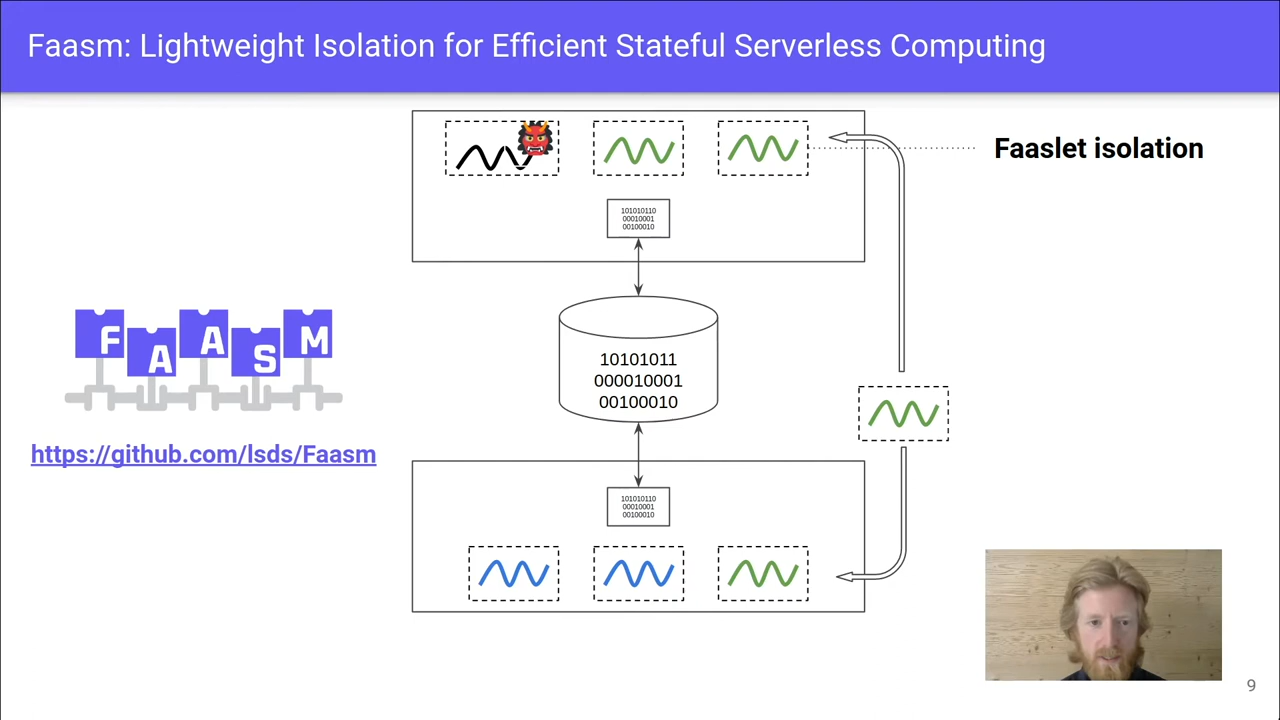 Faasm: Lightweight Isolation for Efficient Stateful Serverless Computing
Faaslet isolation
101010110
00010001
00100010
10101011
000010001
00100010
FAASM
https://github.com/lsds/Faasm
101010110
00010001
00100010
9